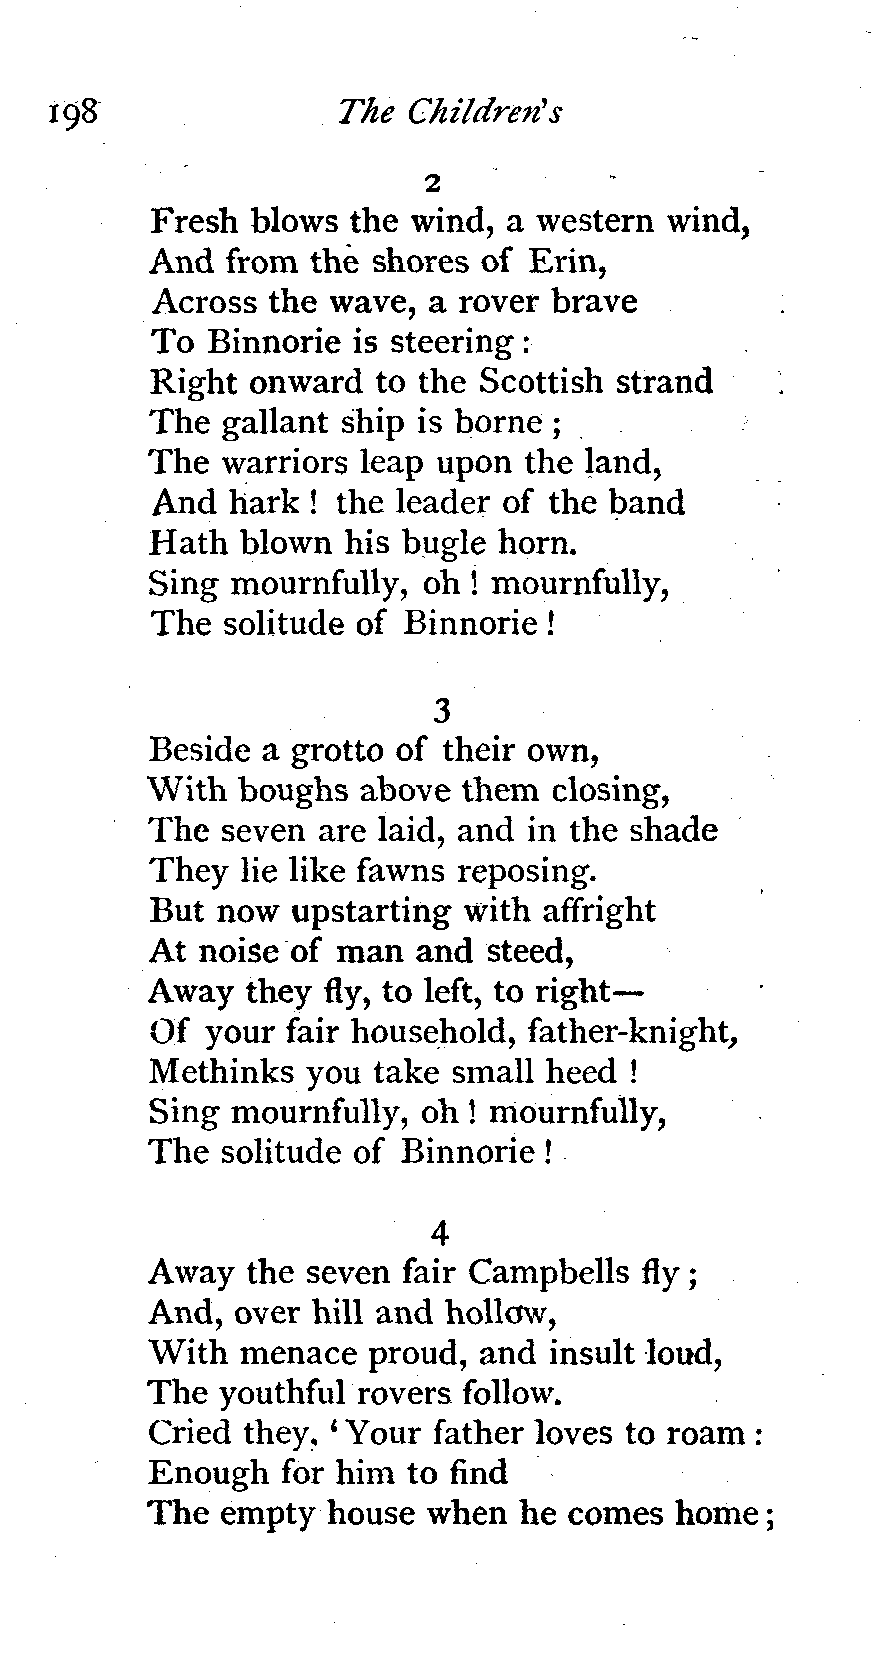 198 The Children's
2
Fresh blows the wind, a western wind,
And from the shores of Erin,
Across the wave, a rover brave
To Binnorie is steering :
Right onward to the Scottish strand
The gallant ship is borne ;
The warriors leap upon the land,
And hark ! the leader of the band
Hath blown his bugle horn.
Sing mournfully, oh ! mournfully,
The solitude of Binnorie !
3
Beside a grotto of their own,
With boughs above them closing,
The seven are laid, and in the shade
They lie like fawns reposing.
But now upstarting with affright
At noise of man and steed,
Away they fly, to left, to right—
Of your fair household, father-knight,
Methinks you take small heed !
Sing mournfully, oh ! mournfully,
The solitude of Binnorie !
4
Away the seven fair Campbells fly ;
And, over hill and hollow,
With menace proud, and insult loud,
The youthful rovers follow.
Cried they, ‘ Your father loves to roam :
Enough for him to find
The empty house when he comes home ;